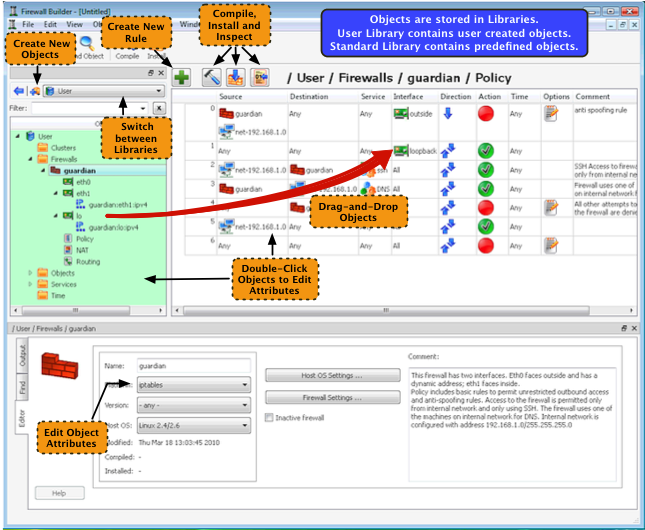 Firewall Builder - [Untitled]
File Edit View Wind
Create New
Objects
Create New
Rule
Compile,
Install and
Inspect
Objects are stored in Libraries.
User Library contains user created objects.
Standard Library contains predefined objects.
Object Compile
/ User / Firewalls / guardian / Policy
User
Filter:
Switch
between
Libraries
User
Clusters
Firewalls
guardian
eth0
eth1
guardian:eth1:ipv4
lo
guardian:lo:ipv4
Policy
NAT
Routing
Objects
Services
Time
Source Destination Service Interface Direction Action Time Options Comment
0 guardian Any Any outside Any anti spoofing rule
net-192.168.1.0
1 Any Any Any loopback Any
2 net-192.168.1.0 guardian ssh All Any SSH Access to firewa
only from internal ne
3 guardian 192.168.1.0 DNS All Any Firewall uses one of
on internal network f
4 Any All Any All other attempts to
the firewall are denie
5 net-192.168.1.0 Any Any All Any
6 Any Any Any All Any
Drag-and-Drop
Objects
Double-Click
Objects to Edit
Attributes
/ User / Firewalls / guardian
Output
Find
Editor
Name: guardian
iptables
Version: - any -
Host OS: Linux 2.4/2.6
Modified: Thu Mar 18 13:03:45 2010
Compiled: -
Installed: -
Edit Object
Attributes
Help
Host OS Settings ...
Firewall Settings ...
Inactive firewall
Comment:
This firewall has two interfaces. Eth0 faces outside and has a
dynamic address; eth1 faces inside.
Policy includes basic rules to permit unrestricted outbound access
and anti-spoofing rules. Access to the firewall is permitted only
from internal network and only using SSH. The firewall uses one of
the machines on internal network for DNS. Internal network is
configured with address 192.168.1.0/255.255.255.0